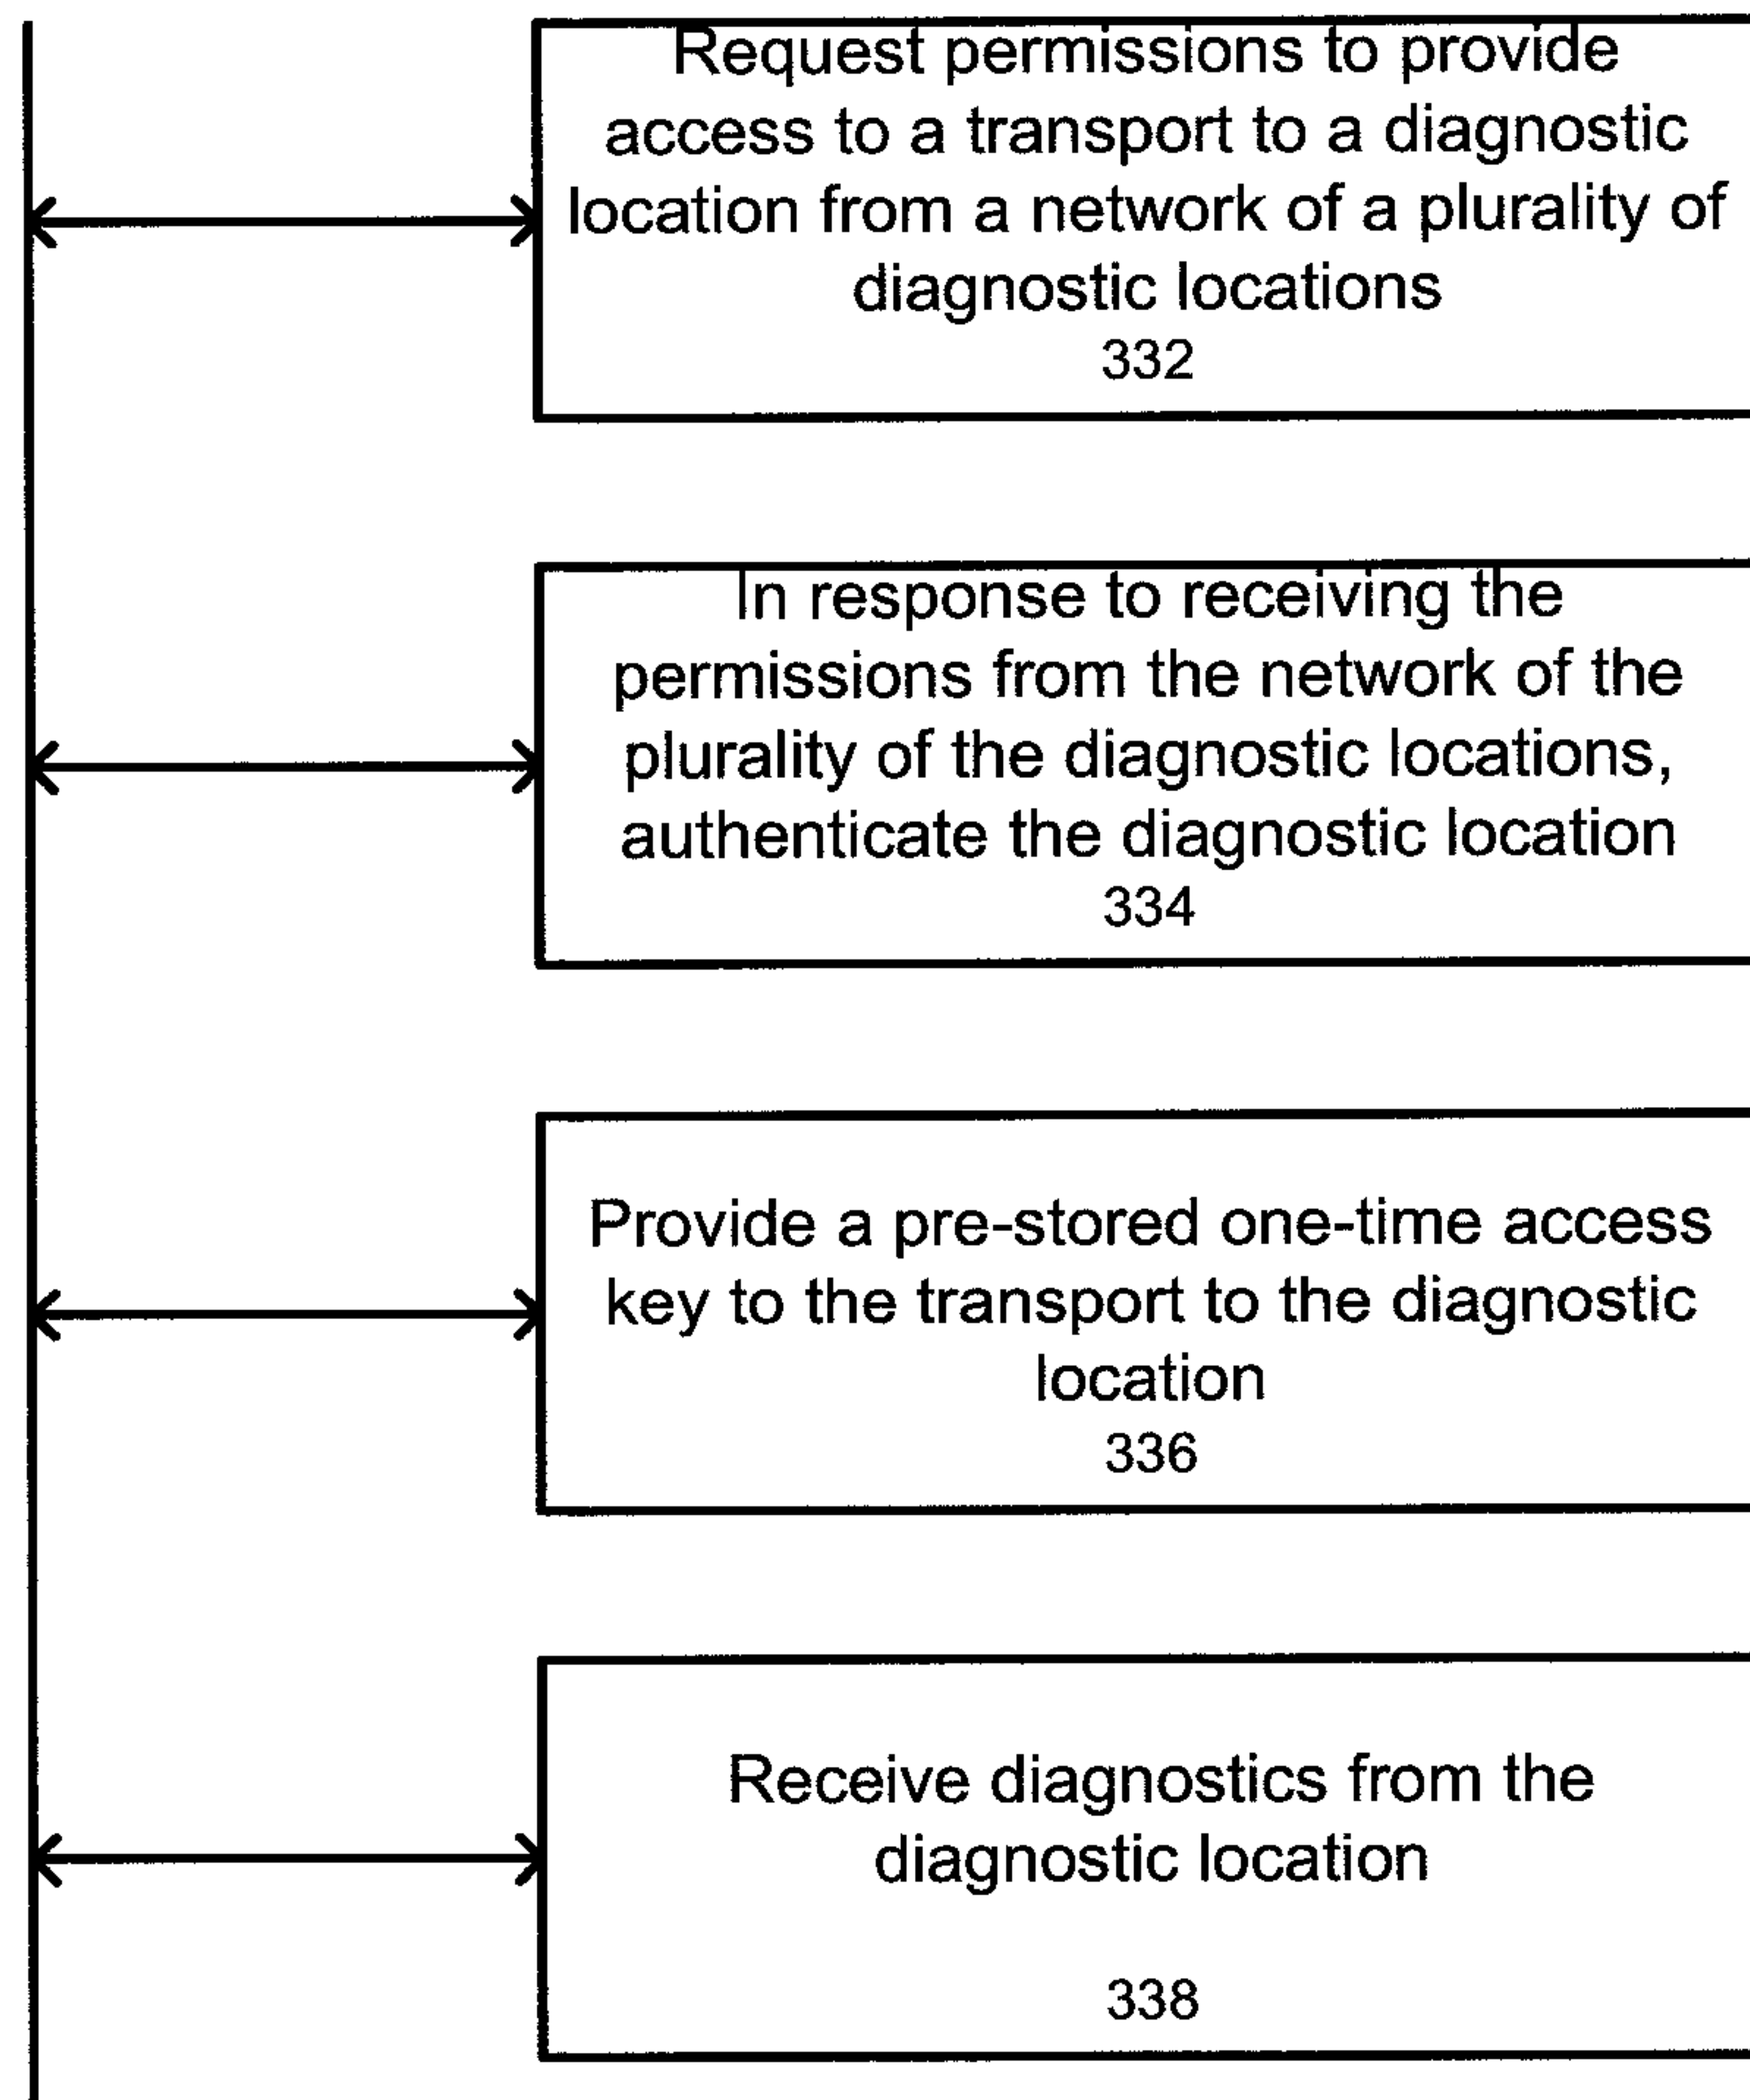 Request permissions to provide
access to a transport to a diagnostic
location from a network of a plurality of
diagnostic locations
332
In response to receiving the
permissions from the network of the
plurality of the diagnostic locations,
authenticate the diagnostic location
334
Provide a pre-stored one-time access
key to the transport to the diagnostic
location
336
Receive diagnostics from the
diagnostic location
338